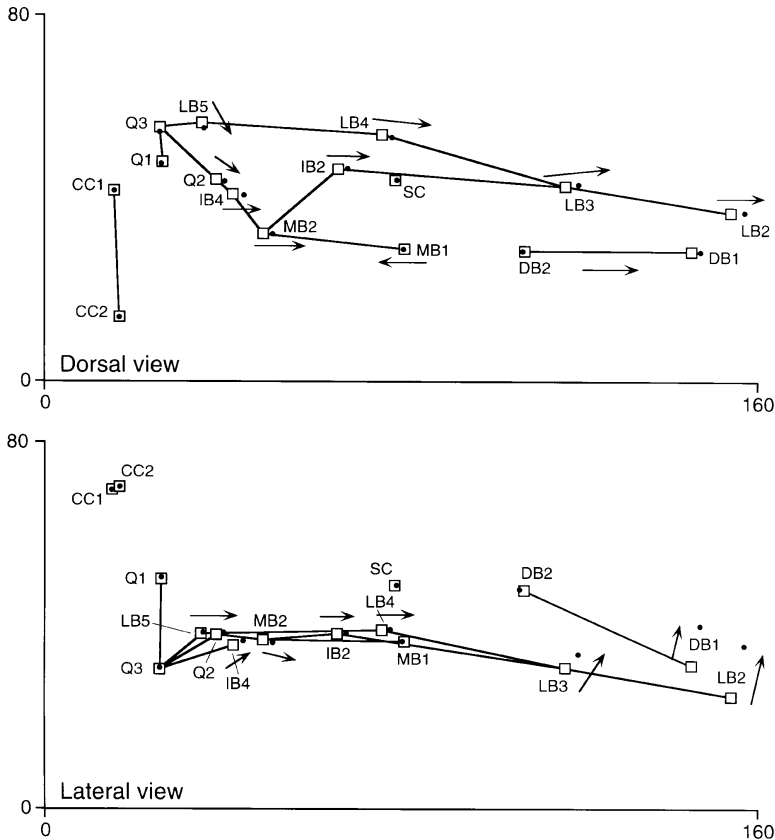 80
LB5
Q3
LB4
Q1
IB2
Q2
SC
CC1
IB4
LB3
MB2
LB2
MB1
DB2
DB1
CC2
Dorsal view
0
0
160
80
CC2
CC1
SC
DB2
Q1
LB4
LB5
MB2
DB1
Q3
Q2
IB2
MB1
LB2
IB4
LB3
Lateral view
0
0
160